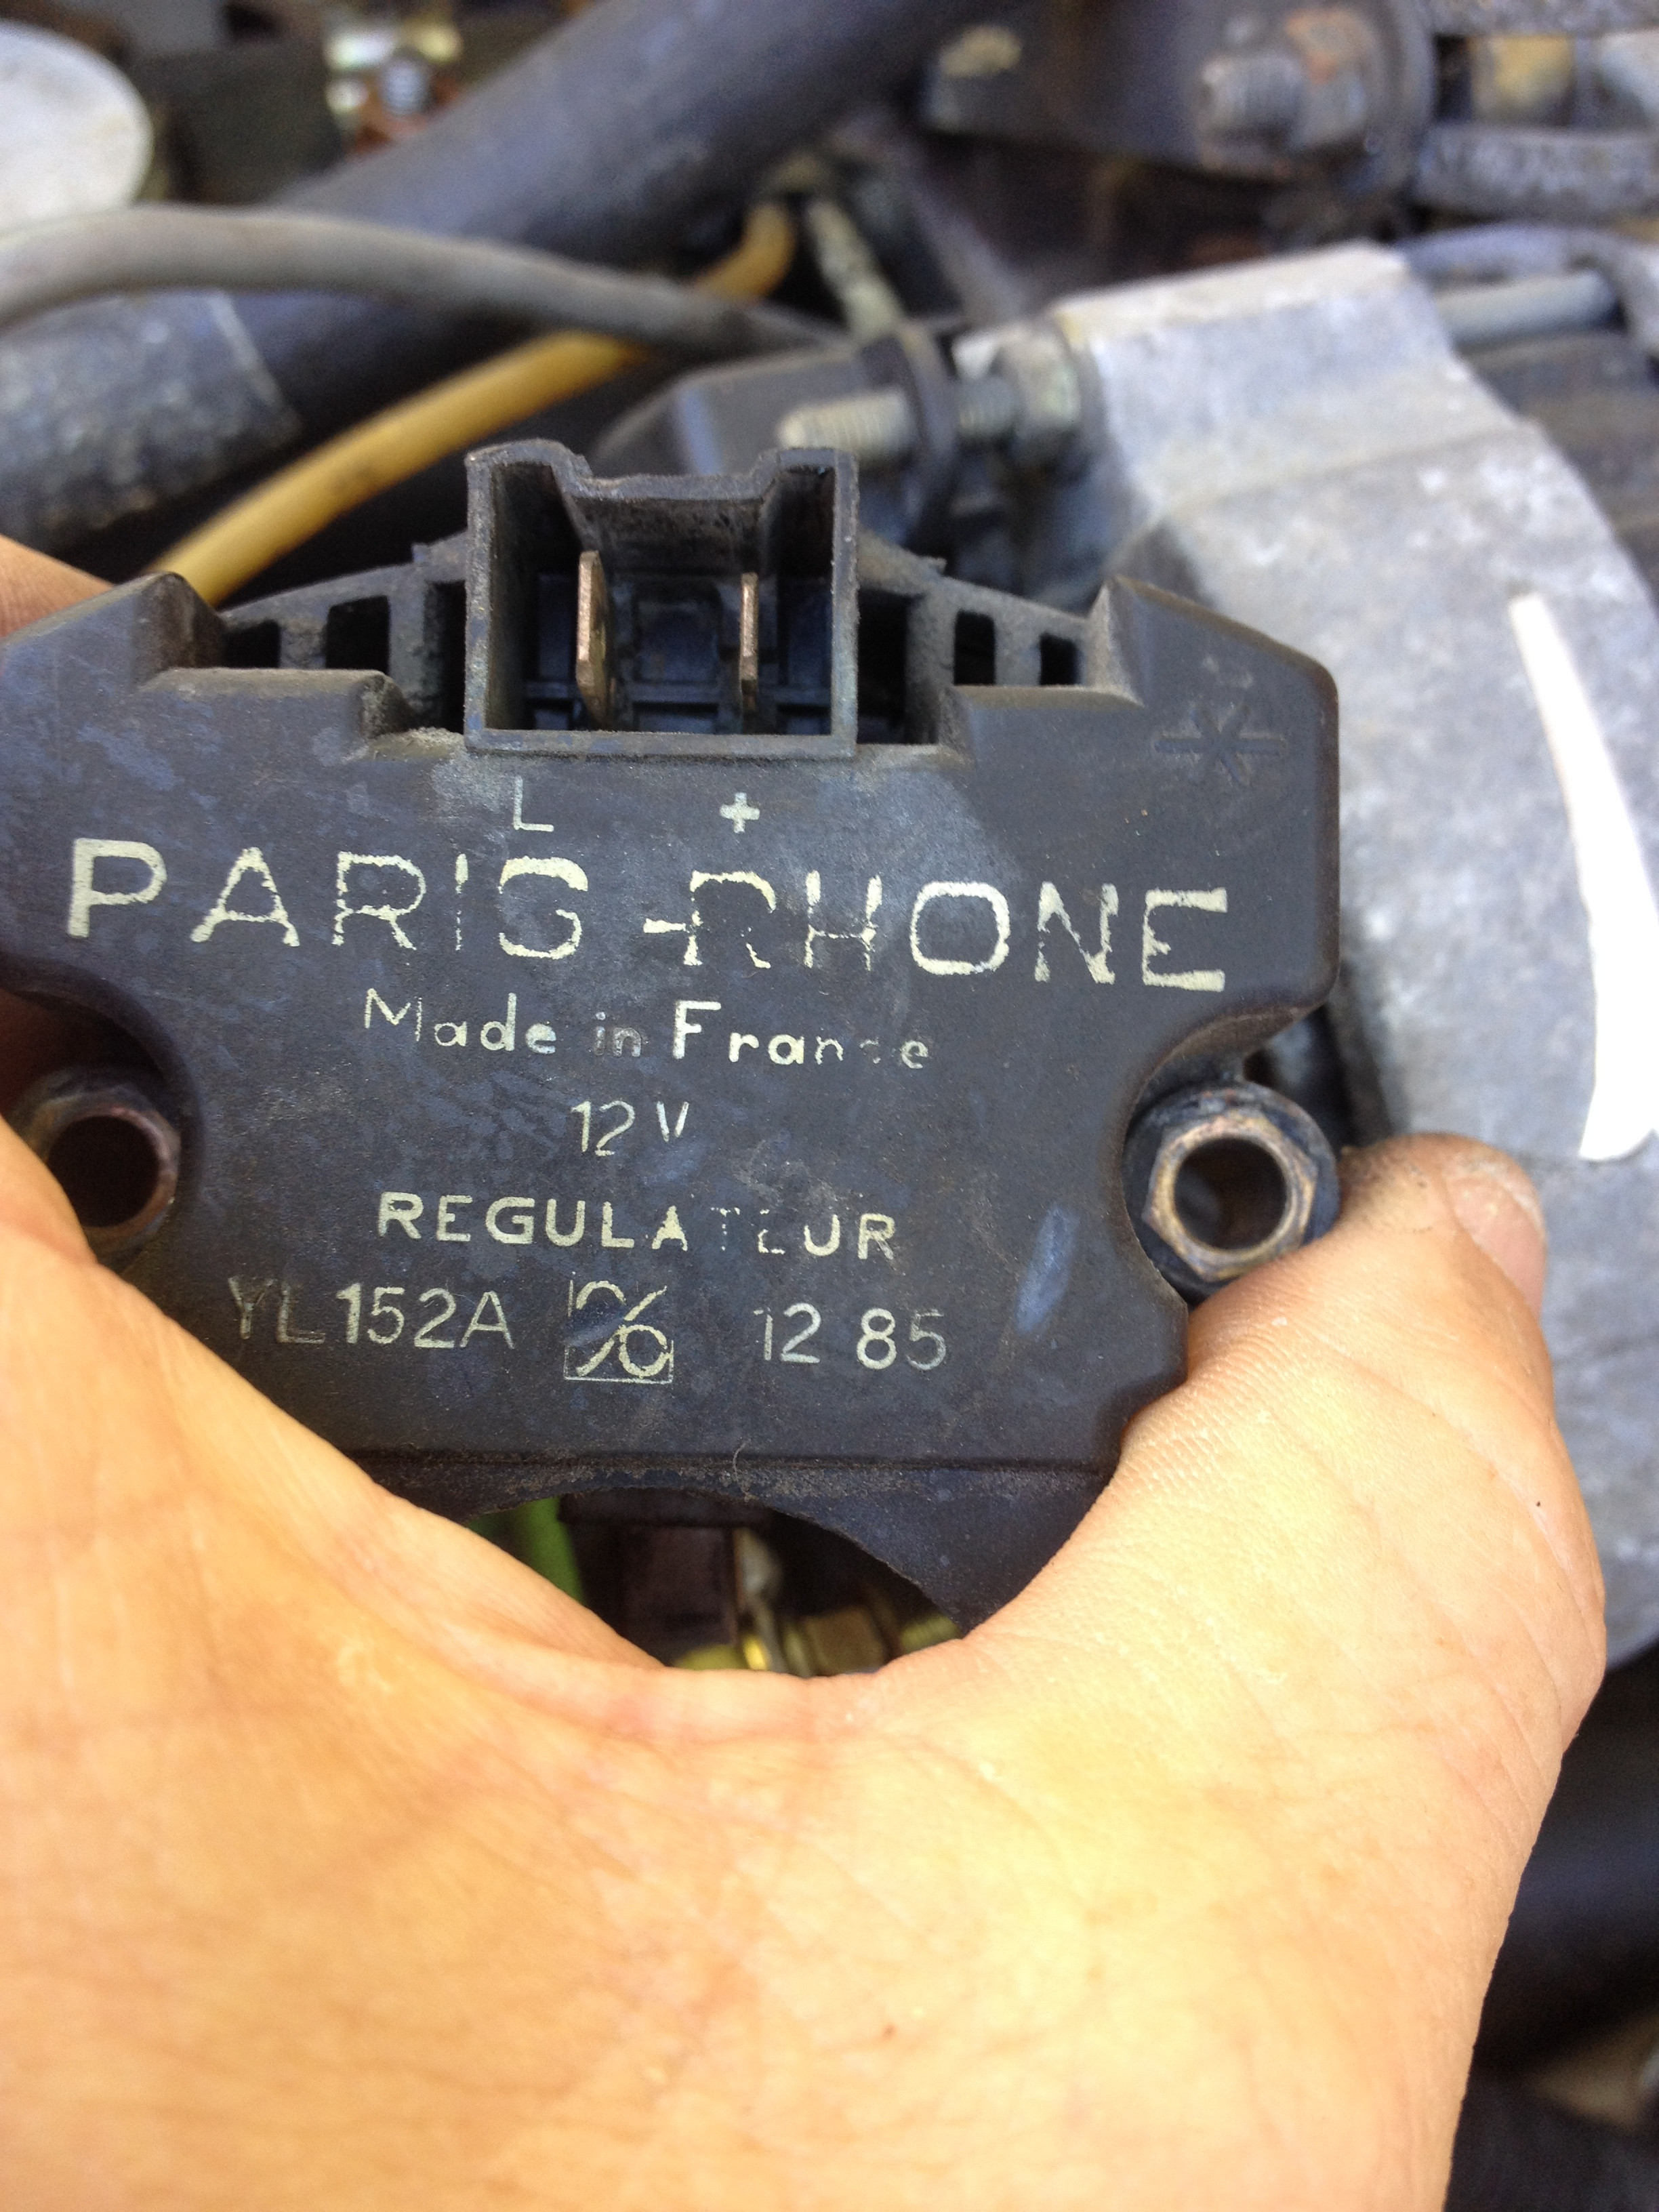 L +
PARIS-RHONE
Made in France
12 V
REGULATEUR
YL152A 12 85